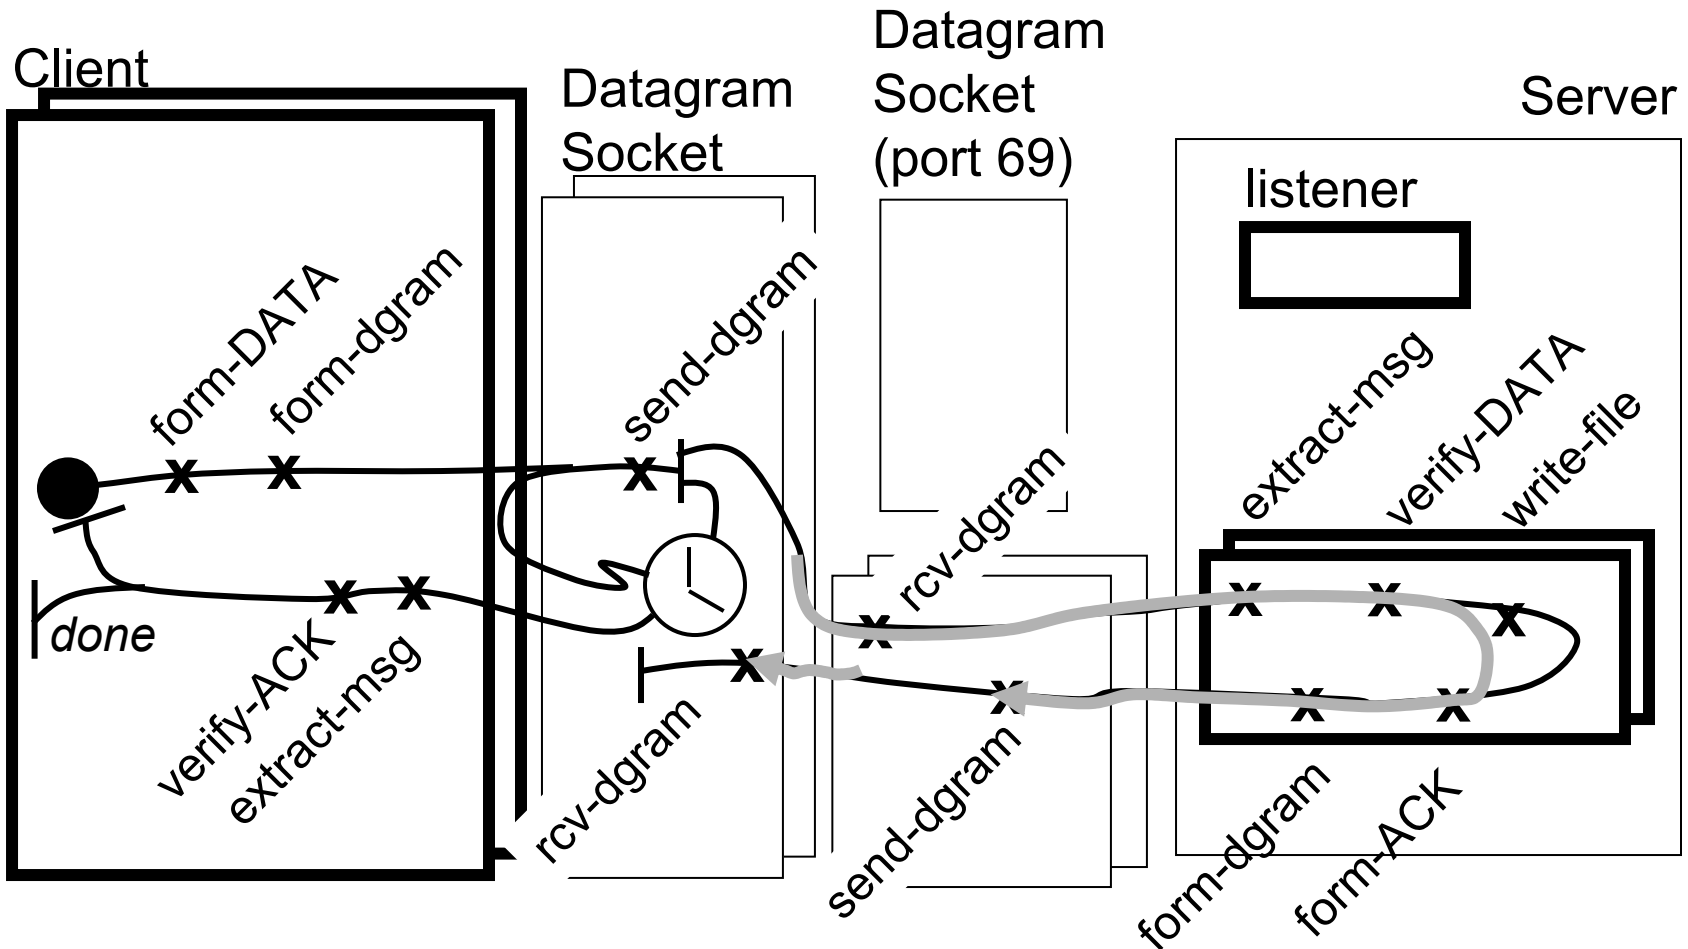 Client
Datagram
Socket
Datagram
Socket
(port 69)
Server
listener
form-DATA
form-dgram
send-dgram
rcv-dgram
extract-msg
verify-DATA
write-file
done
verify-ACK
extract-msg
rcv-dgram
send-dgram
form-dgram
form-ACK